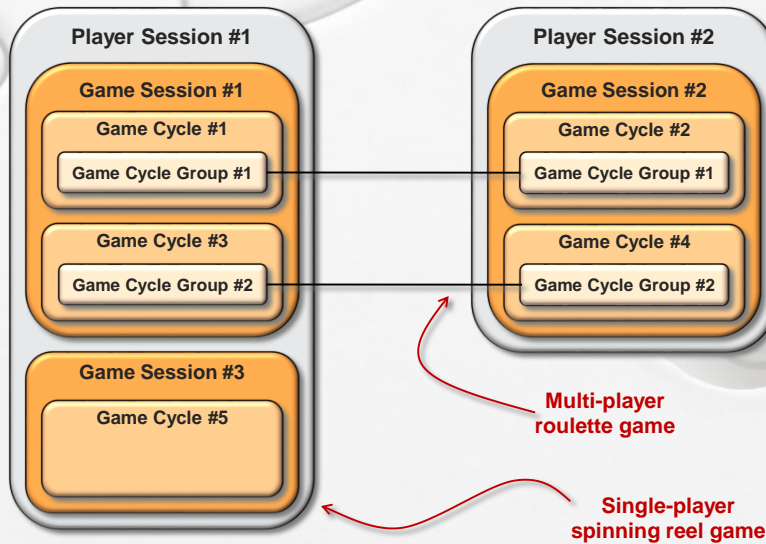 Player Session #1
Game Session #1
Game Cycle #1
Game Cycle Group #1
Game Cycle #3
Game Cycle Group #2
Game Session #3
Game Cycle #5
Player Session #2
Game Session #2
Game Cycle #2
Game Cycle Group #1
Game Cycle #4
Game Cycle Group #2
Multi-player
roulette game
Single-player
spinning reel game